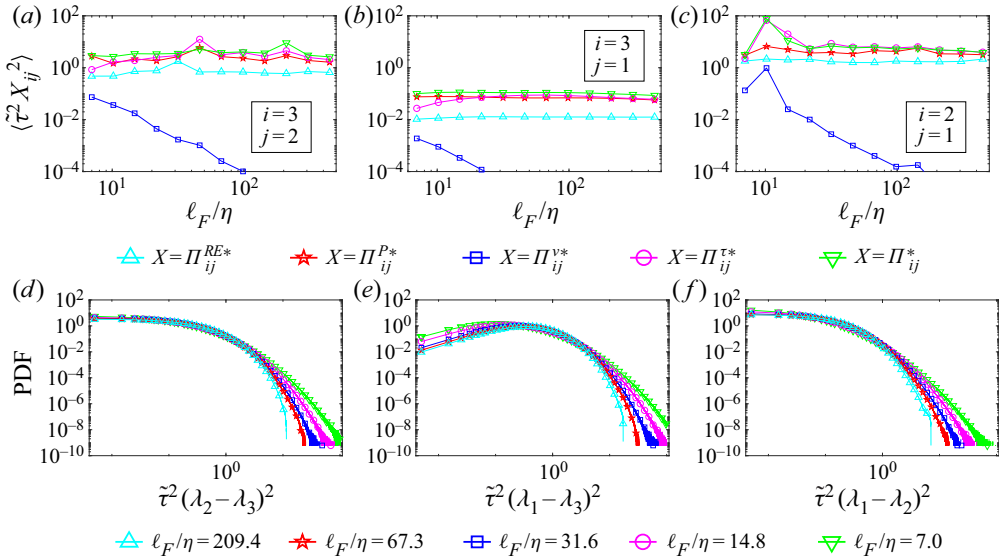 (a) (b) (c)
10² 10⁰ 10⁻² 10⁻⁴
⟨τ̃² X_ij²⟩
i = 3
j = 2
i = 3
j = 1
i = 2
j = 1
10¹ 10² 10¹ 10² 10¹ 10²
ℓ_F/η ℓ_F/η ℓ_F/η
X = Π_ij^{RE*} X = Π_ij^{P*} X = Π_ij^{ν*} X = Π_ij^{τ*} X = Π_ij^{*}
(d) (e) (f)
10² 10⁰ 10⁻² 10⁻⁴ 10⁻⁶ 10⁻⁸ 10⁻¹⁰
PDF
10⁰ 10⁰ 10⁰
τ̃² (λ₂ – λ₃)² τ̃² (λ₁ – λ₃)² τ̃² (λ₁ – λ₂)²
ℓ_F/η = 209.4 ℓ_F/η = 67.3 ℓ_F/η = 31.6 ℓ_F/η = 14.8 ℓ_F/η = 7.0